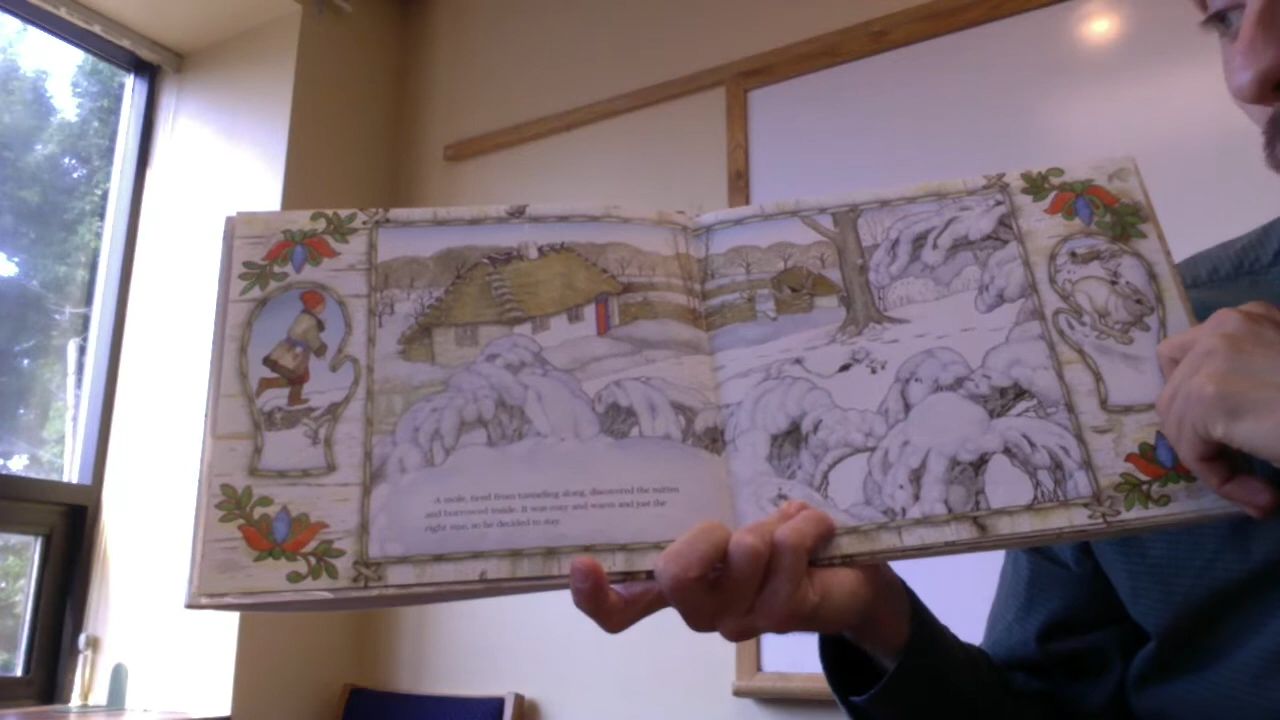 A mole, tired from tunneling along, discovered the mitten
and burrowed inside. It was cozy and warm and just the
right size, so he decided to stay.